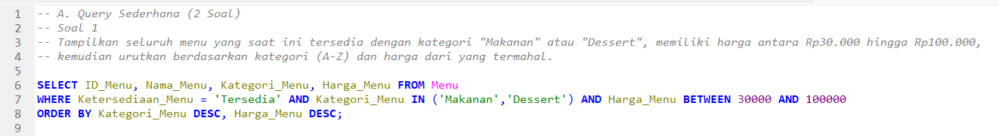 1 -- A. Query Sederhana (2 Soal)
2 -- Soal 1
3 -- Tampilkan seluruh menu yang saat ini tersedia dengan kategori "Makanan" atau "Dessert", memiliki harga antara Rp30.000 hingga Rp100.000,
4 -- kemudian urutkan berdasarkan kategori (A-Z) dan harga dari yang termahal.
5
6 SELECT ID_Menu, Nama_Menu, Kategori_Menu, Harga_Menu FROM Menu
7 WHERE Ketersediaan_Menu = 'Tersedia' AND Kategori_Menu IN ('Makanan','Dessert') AND Harga_Menu BETWEEN 30000 AND 100000
8 ORDER BY Kategori_Menu DESC, Harga_Menu DESC;
9